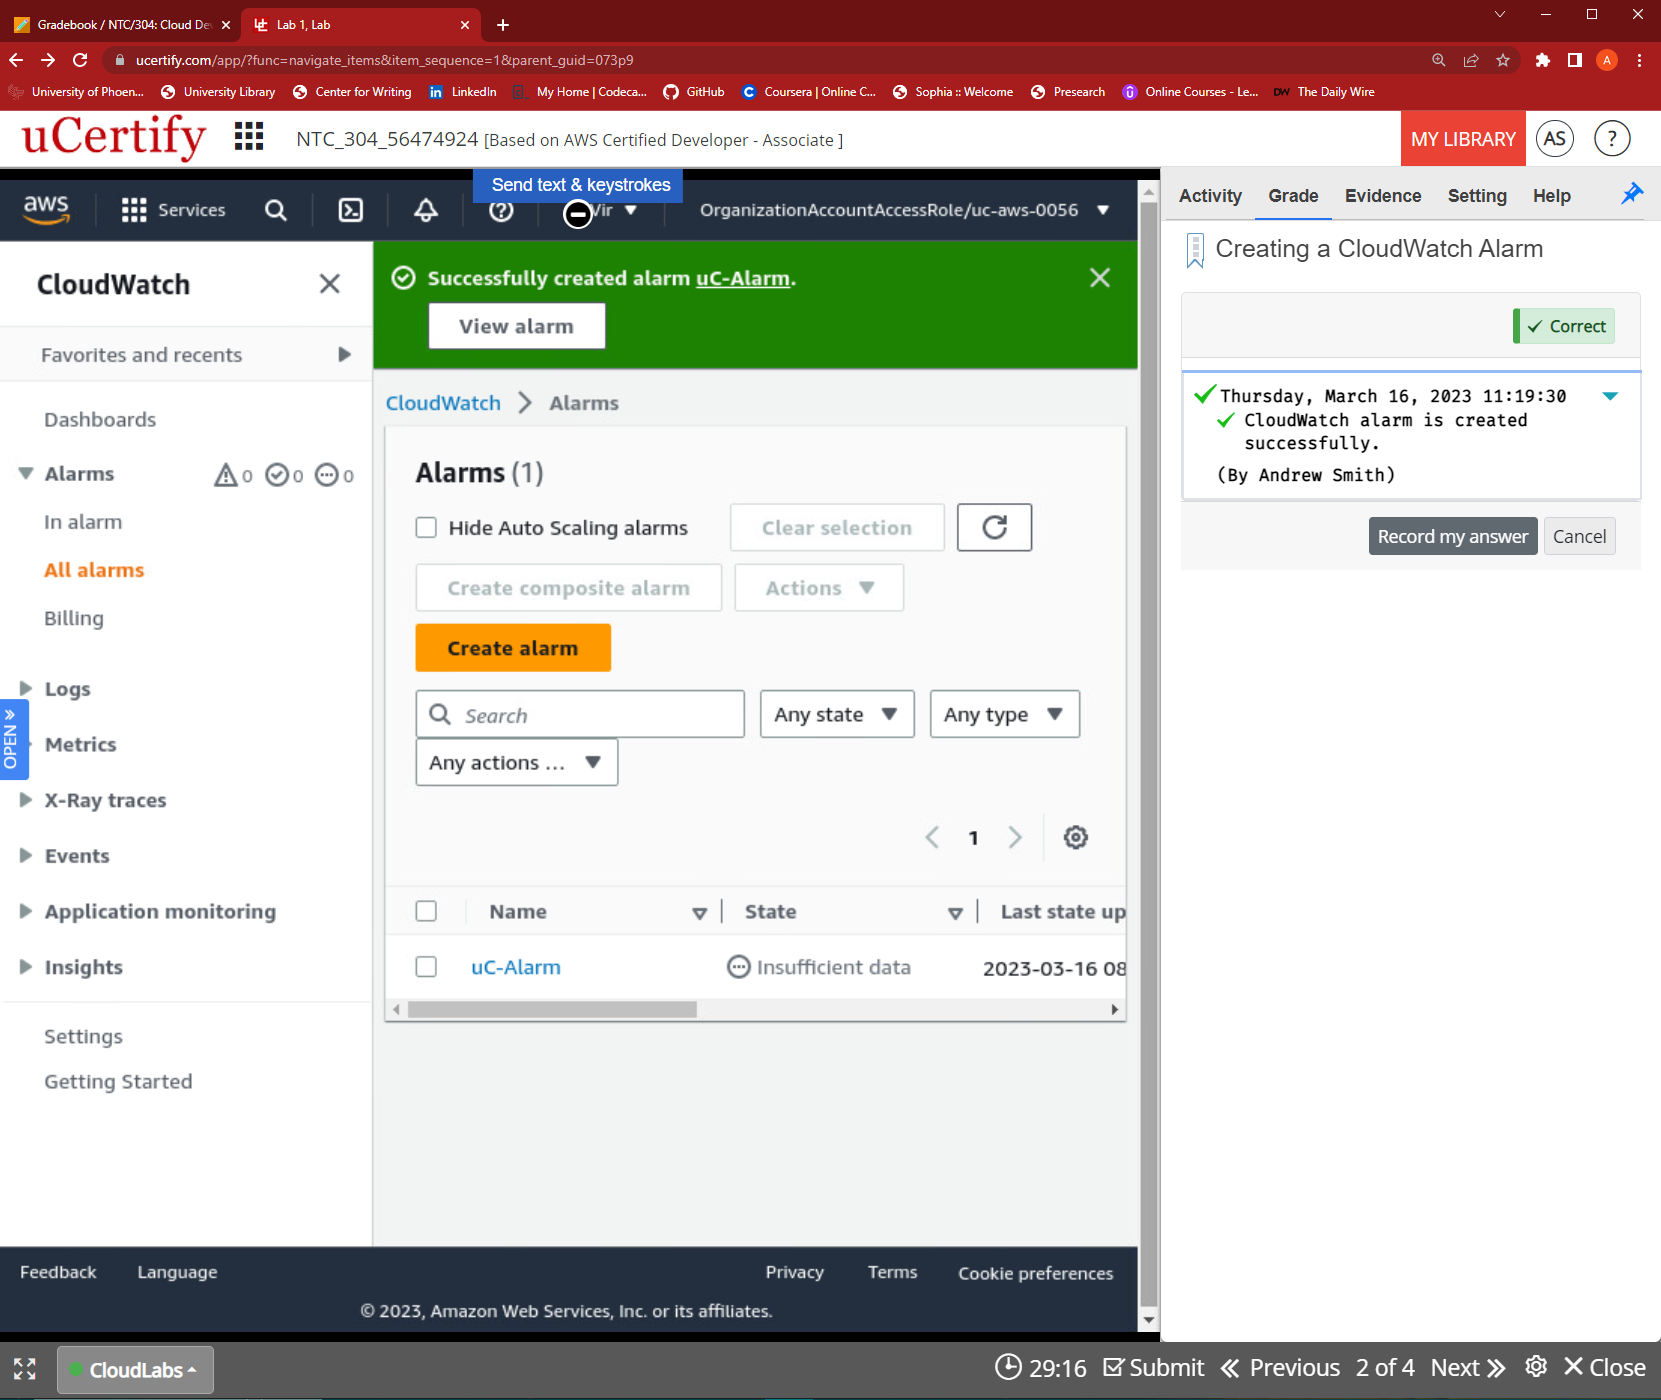 Gradebook / NTC/304: Cloud De
Lab 1, Lab
ucertify.com/app/?func=navigate_items&item_sequence=1&parent_guid=073p9
A
University of Phoen...
University Library
Center for Writing
LinkedIn
My Home | Codeca...
GitHub
Coursera | Online C...
Sophia :: Welcome
Presearch
Online Courses - Le...
DW The Daily Wire
uCertify
NTC_304_56474924 [Based on AWS Certified Developer - Associate ]
MY LIBRARY
AS
?
Send text & keystrokes
aws
Services
Vir
OrganizationAccountAccessRole/uc-aws-0056
CloudWatch
Favorites and recents
Dashboards
Alarms
0
0
0
In alarm
All alarms
Billing
Logs
Metrics
X-Ray traces
Events
Application monitoring
Insights
Settings
Getting Started
OPEN »
Successfully created alarm uC-Alarm.
View alarm
CloudWatch > Alarms
Alarms (1)
Hide Auto Scaling alarms
Clear selection
Create composite alarm
Actions
Create alarm
Search
Any state
Any type
Any actions ...
1
Name
State
Last state up
uC-Alarm
Insufficient data
2023-03-16 08
Feedback
Language
Privacy
Terms
Cookie preferences
© 2023, Amazon Web Services, Inc. or its affiliates.
Activity
Grade
Evidence
Setting
Help
Creating a CloudWatch Alarm
Correct
Thursday, March 16, 2023 11:19:30
CloudWatch alarm is created
successfully.
(By Andrew Smith)
Record my answer
Cancel
CloudLabs
29:16
Submit
Previous
2 of 4
Next
Close